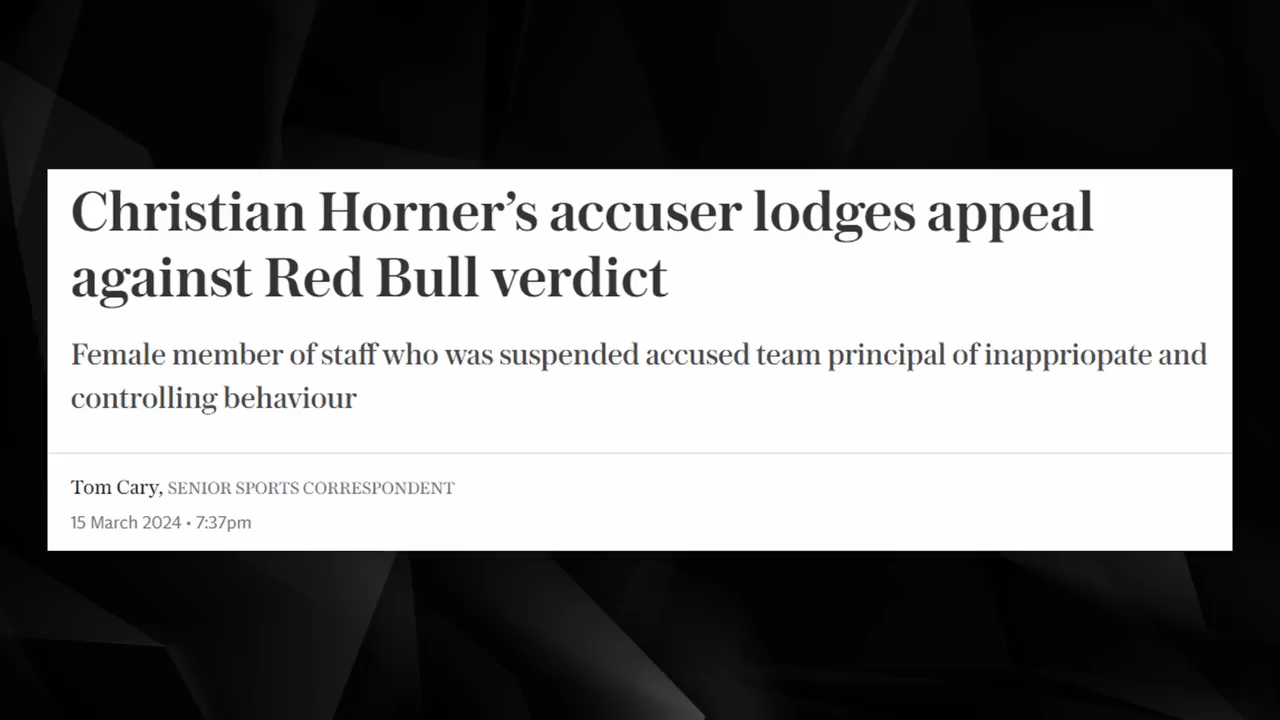 Christian Horner’s accuser lodges appeal
against Red Bull verdict
Female member of staff who was suspended accused team principal of inappriopate and
controlling behaviour
Tom Cary, SENIOR SPORTS CORRESPONDENT
15 March 2024 • 7:37pm